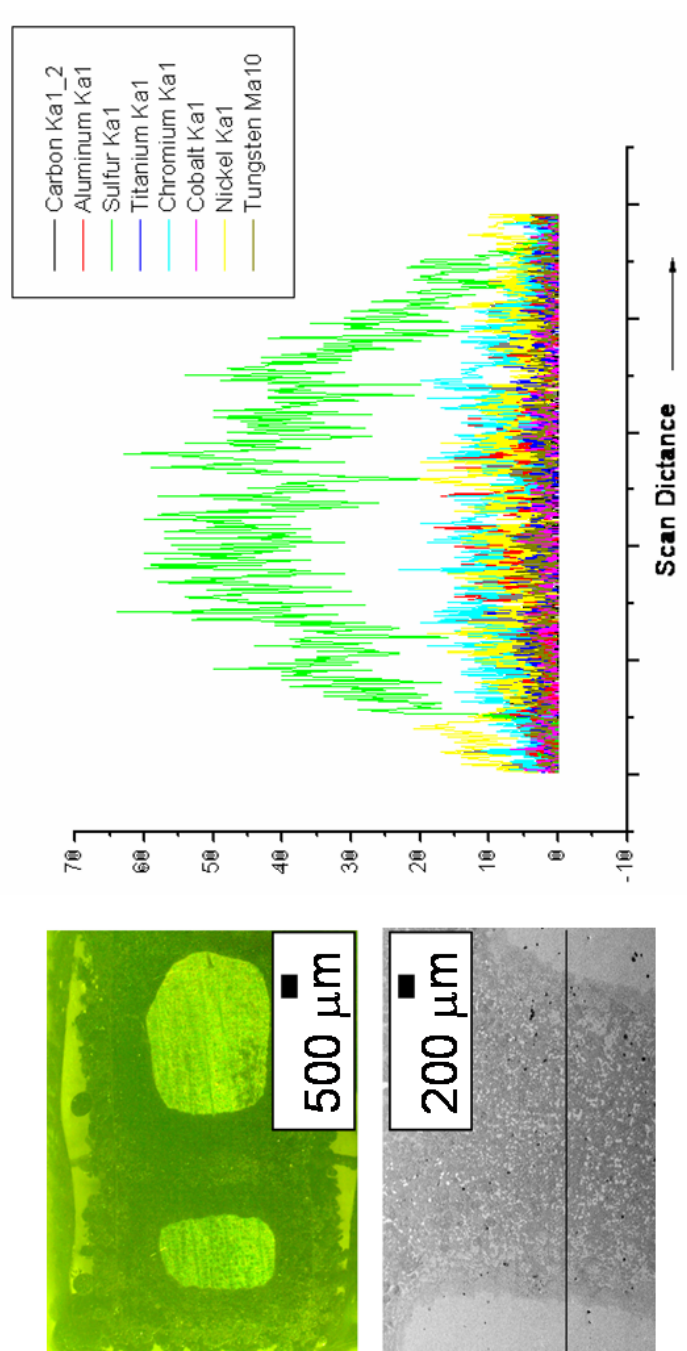 Carbon Ka1_2
Aluminum Ka1
Sulfur Ka1
Titanium Ka1
Chromium Ka1
Cobalt Ka1
Nickel Ka1
Tungsten Ma10
70
60
50
40
30
20
10
0
-10
Scan Dictance
500 μm
200 μm